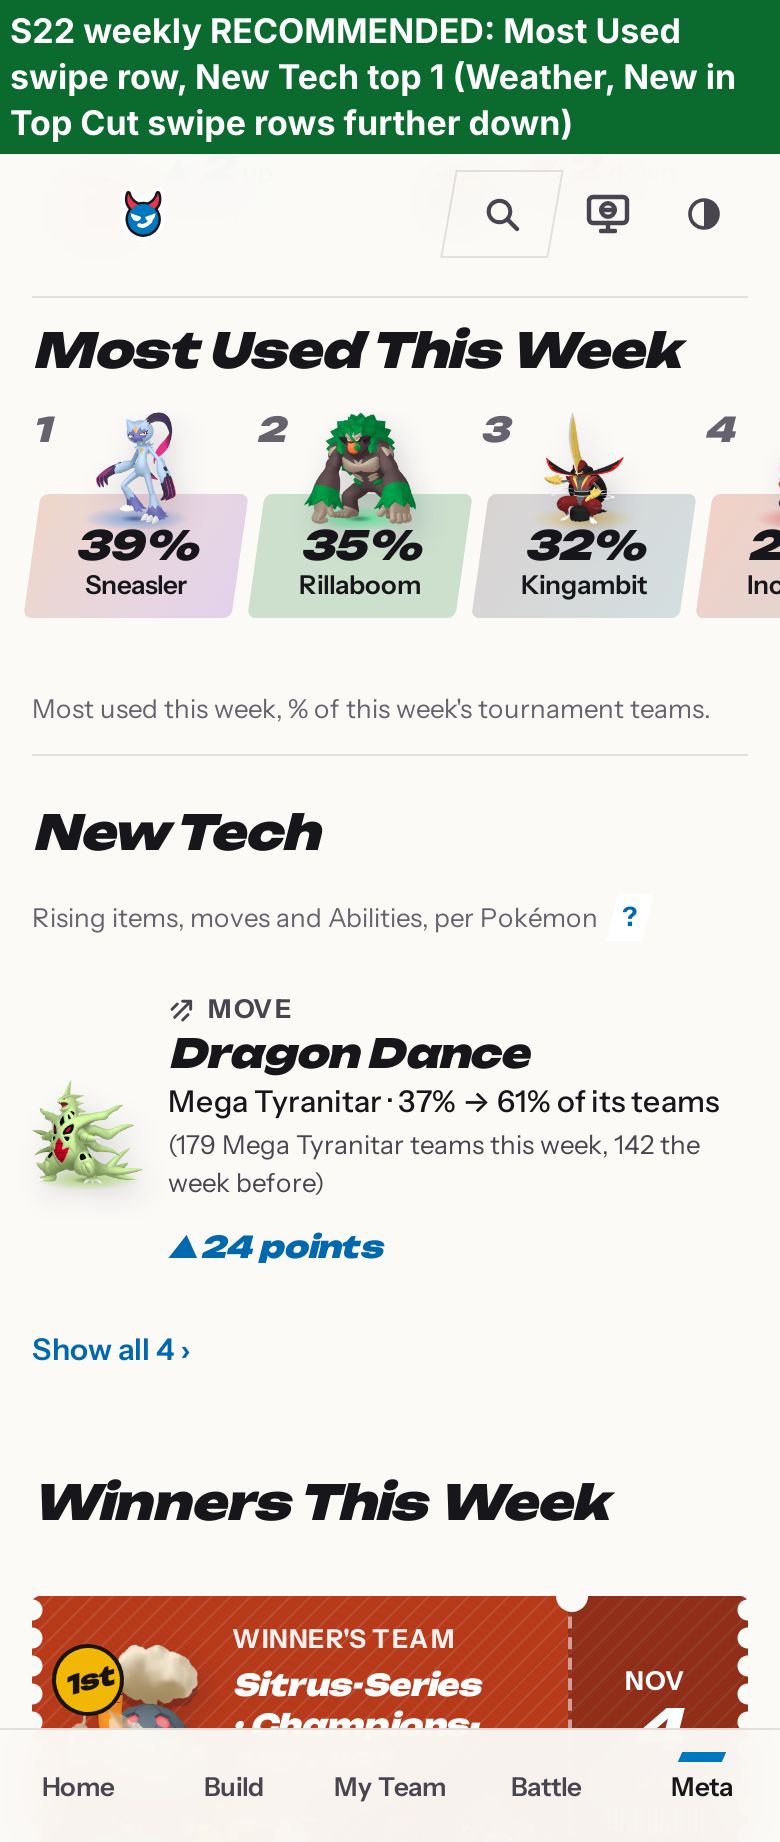 S22 weekly RECOMMENDED: Most Used
swipe row, New Tech top 1 (Weather, New in
Top Cut swipe rows further down)
Most Used This Week
1
2
3
4
39%
35%
32%
2
Sneasler
Rillaboom
Kingambit
Inc
Most used this week, % of this week's tournament teams.
New Tech
Rising items, moves and Abilities, per Pokémon ?
MOVE
Dragon Dance
Mega Tyranitar · 37% → 61% of its teams
(179 Mega Tyranitar teams this week, 142 the
week before)
▲24 points
Show all 4 ›
Winners This Week
1st
WINNER'S TEAM
Sitrus-Series
· Champions:
NOV
4
Home
Build
My Team
Battle
Meta